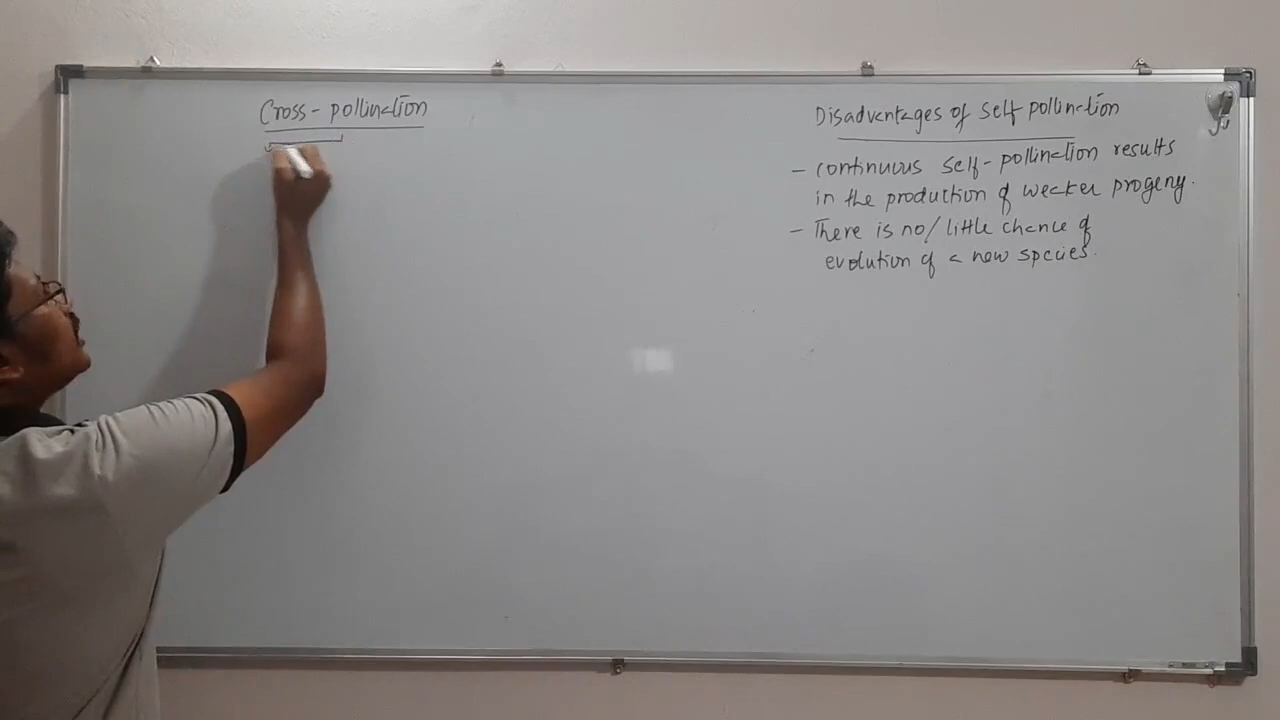 Cross-pollination
Disadventages of self pollination
- continuous self-pollination results
in the production of weaker progeny.
- There is no/little chance of
evolution of a new species.